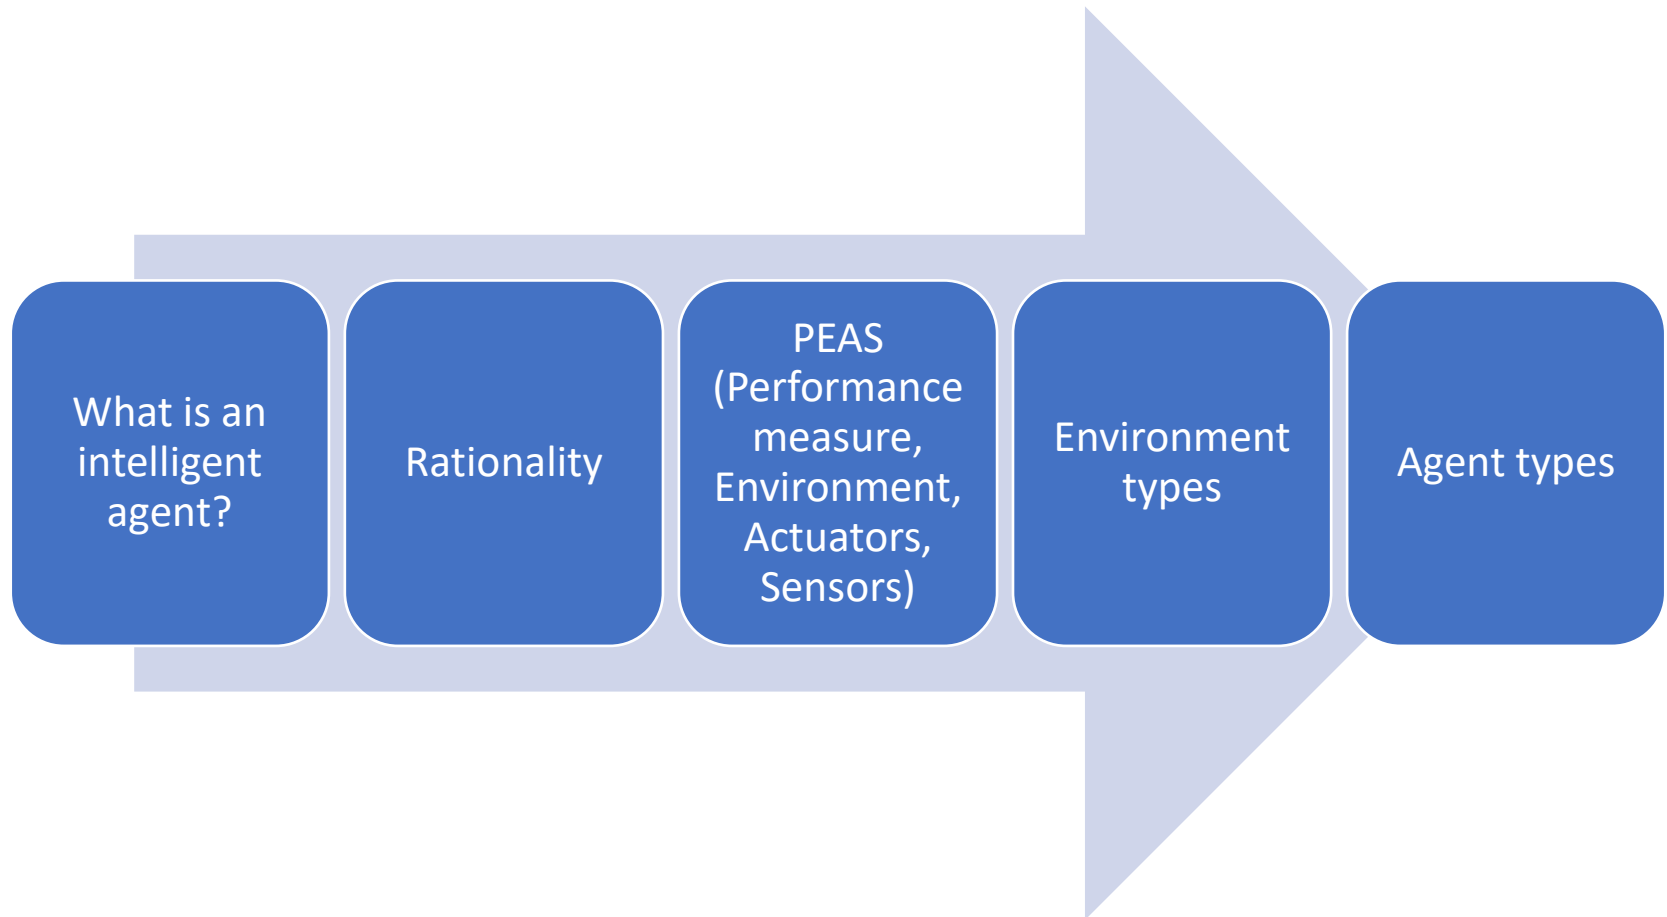 What is an
intelligent
agent?
Rationality
PEAS
(Performance
measure,
Environment,
Actuators,
Sensors)
Environment
types
Agent types